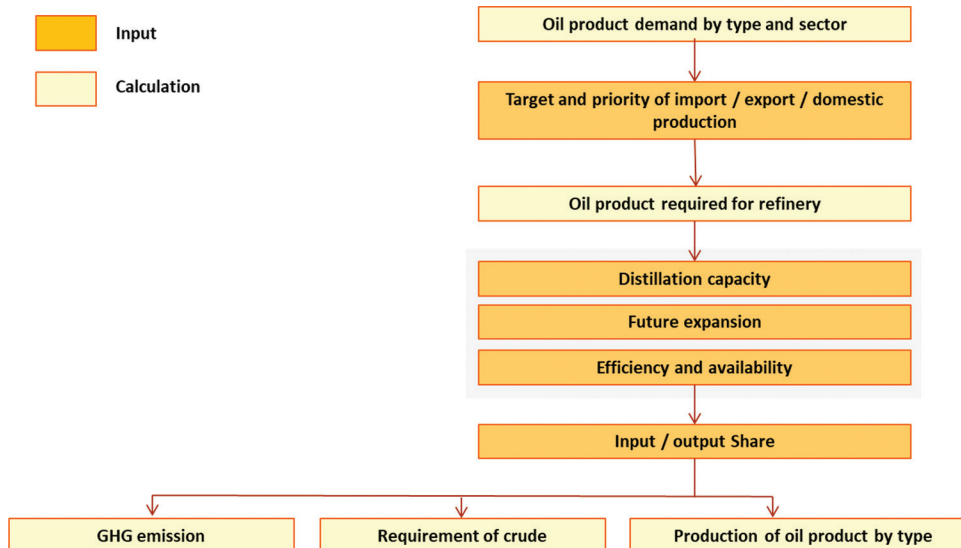 Input
Calculation
Oil product demand by type and sector
Target and priority of import / export / domestic
production
Oil product required for refinery
Distillation capacity
Future expansion
Efficiency and availability
Input / output Share
GHG emission
Requirement of crude
Production of oil product by type